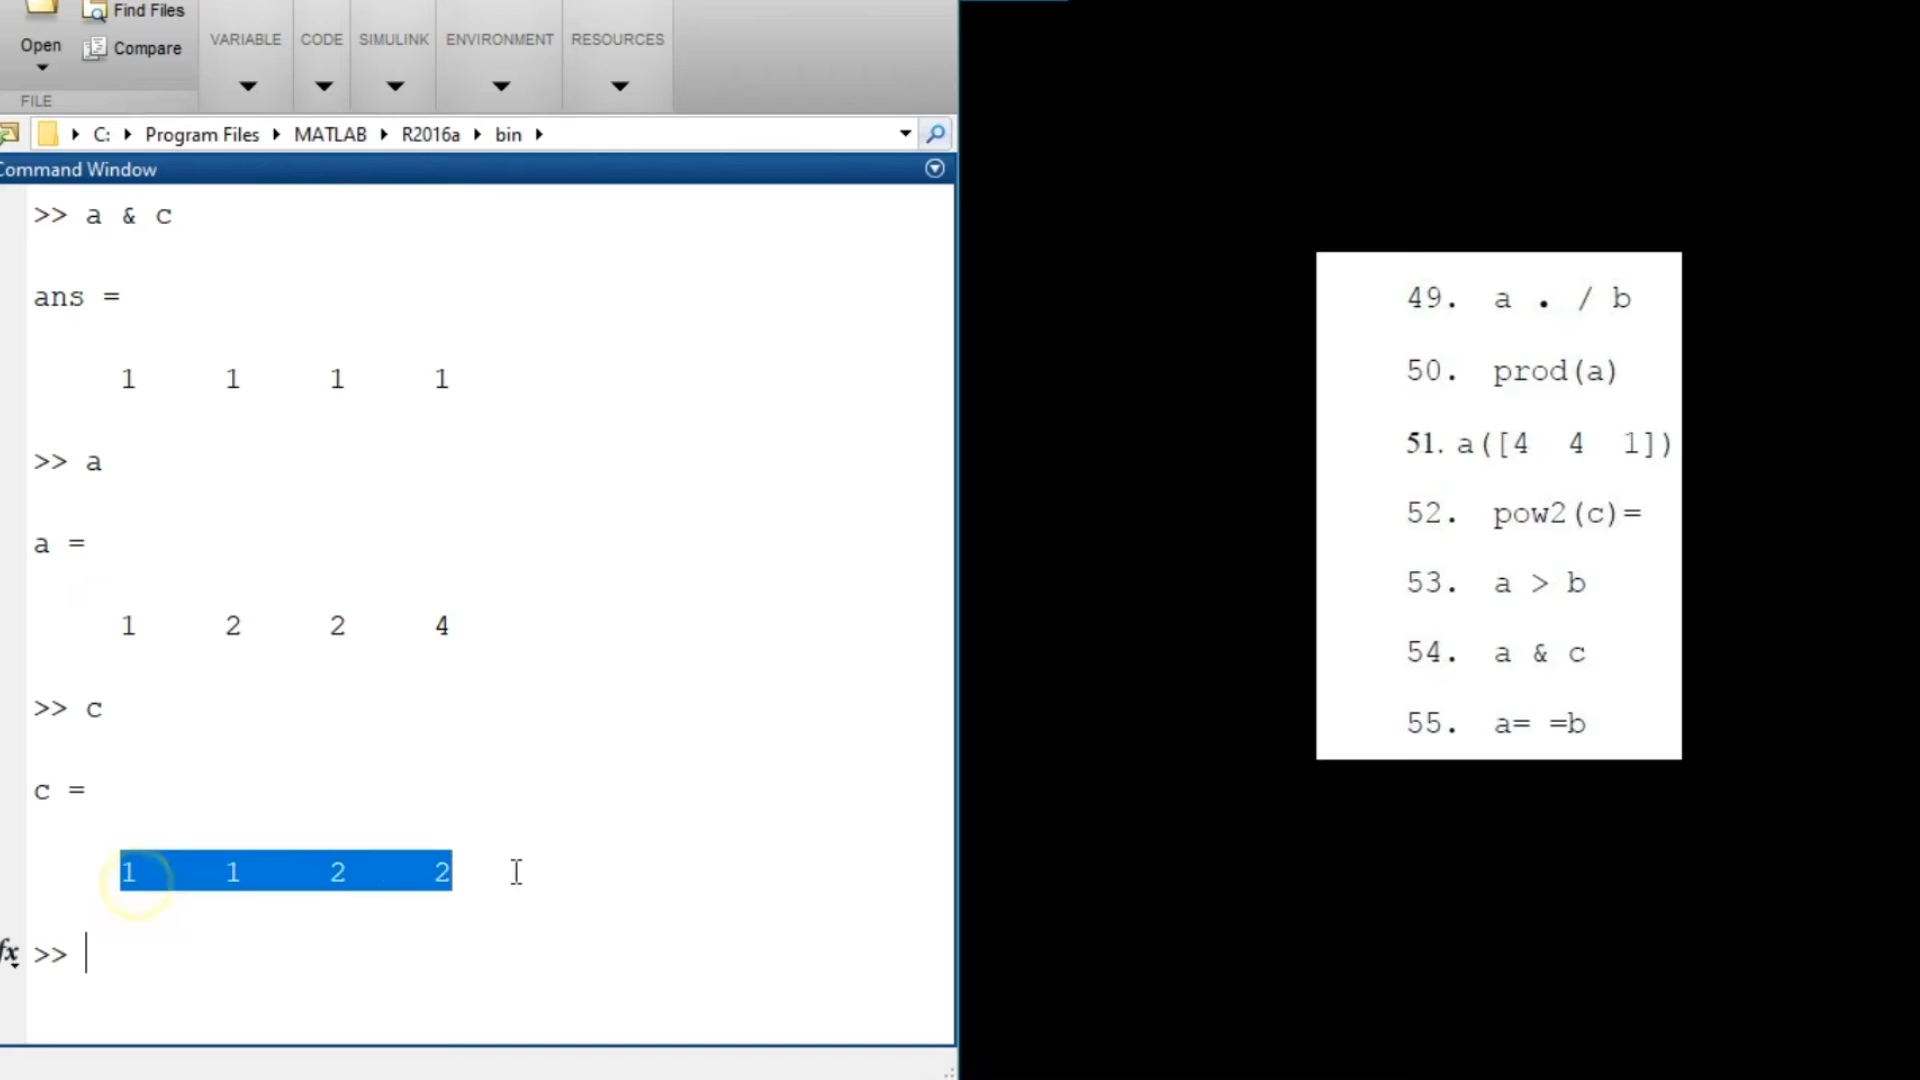 Find Files
Open
Compare
VARIABLE
CODE
SIMULINK
ENVIRONMENT
RESOURCES
FILE
C: Program Files MATLAB R2016a bin
Command Window
>> a & c
ans =
1 1 1 1
>> a
a =
1 2 2 4
>> c
c =
1 1 2 2
fx >>
49. a . / b
50. prod(a)
51. a([4 4 1])
52. pow2(c)=
53. a > b
54. a & c
55. a= =b